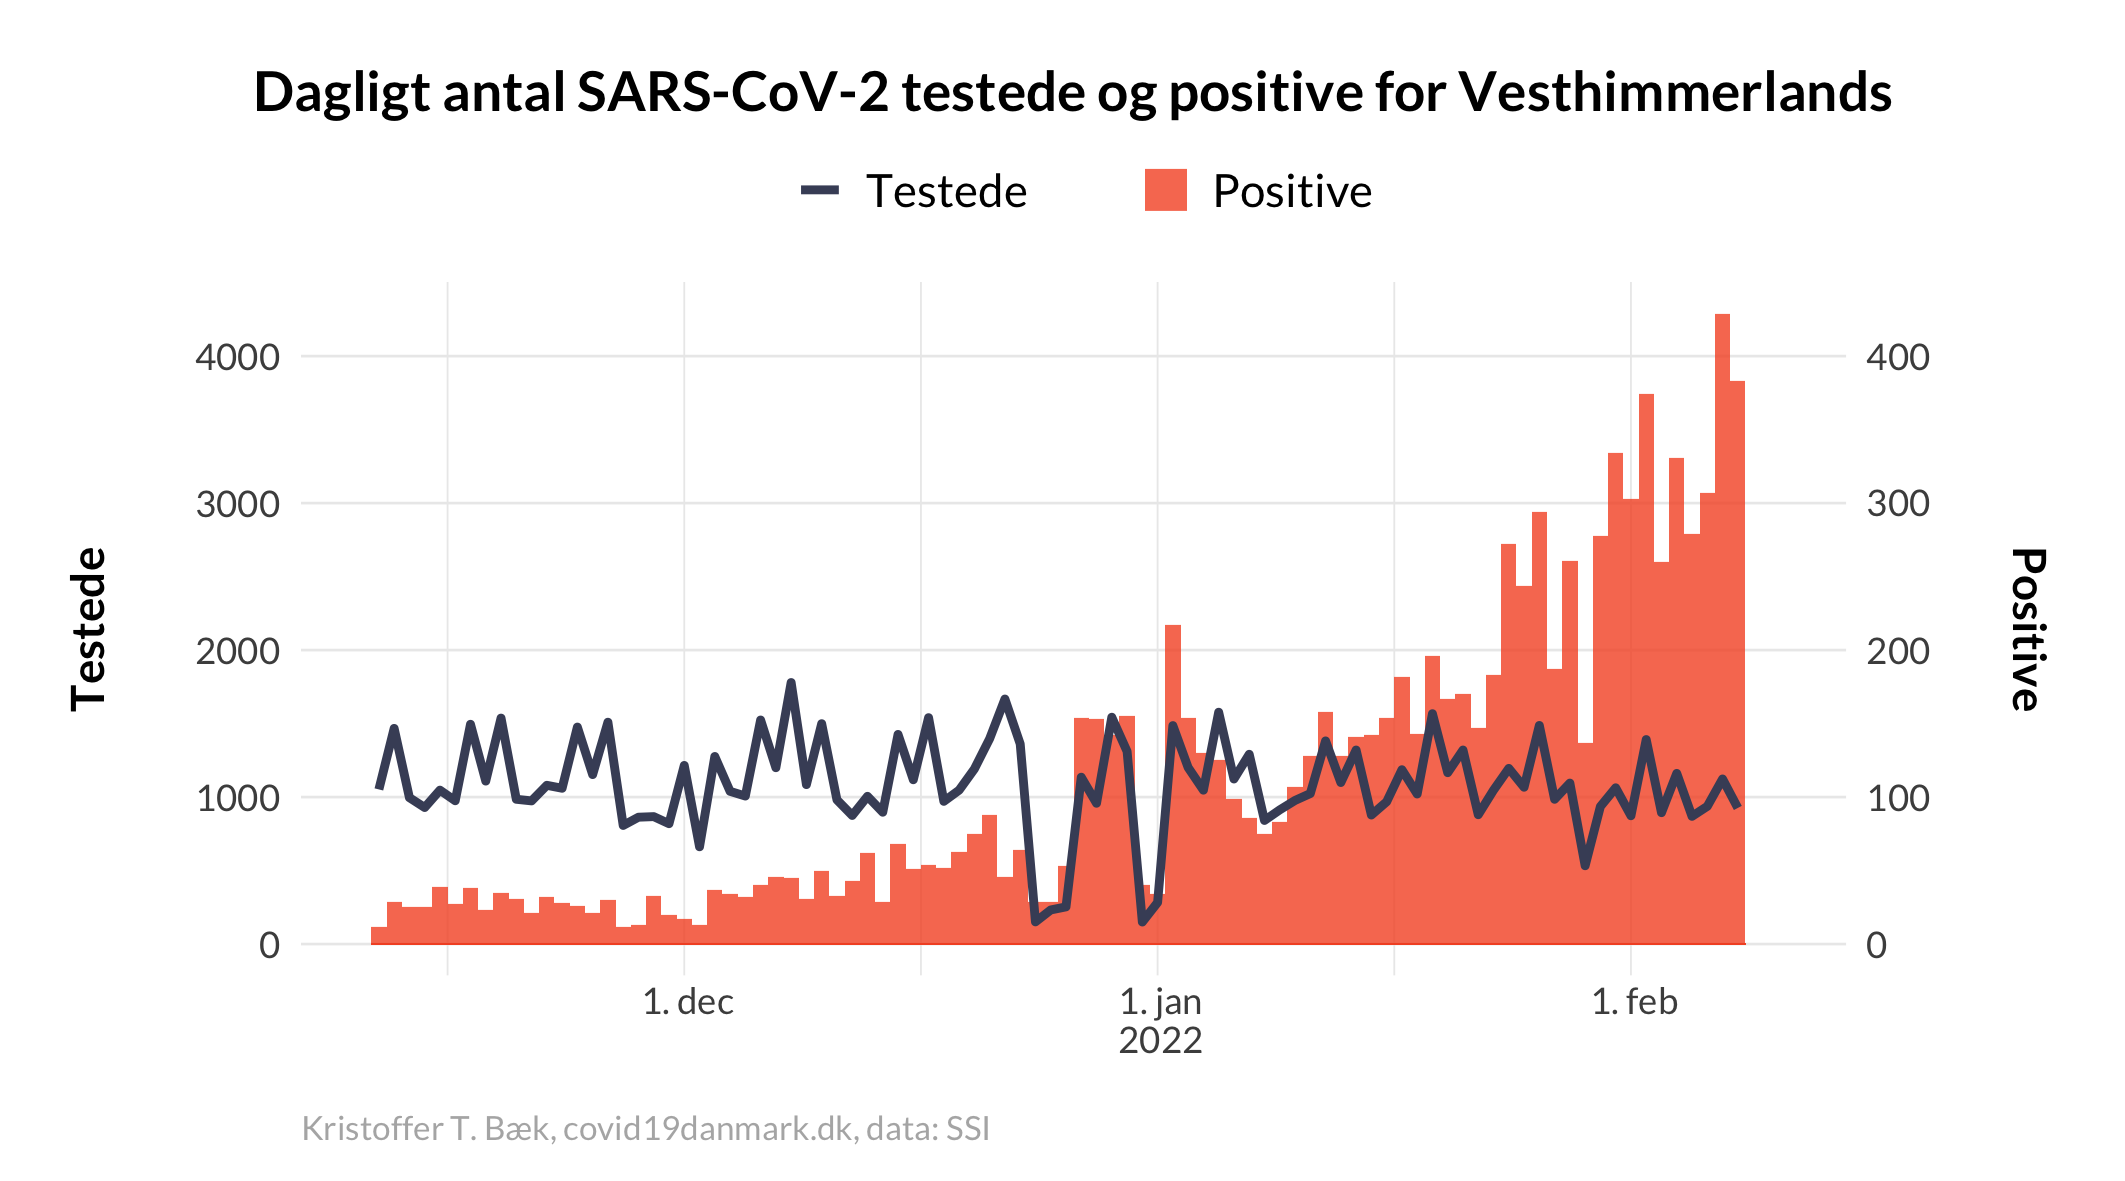 Dagligt antal SARS-CoV-2 testede og positive for Vesthimmerlands
Testede
Positive
4000
3000
2000
1000
0
400
300
200
100
0
Testede
Positive
1. dec
1. jan
2022
1. feb
Kristoffer T. Bæk, covid19danmark.dk, data: SSI